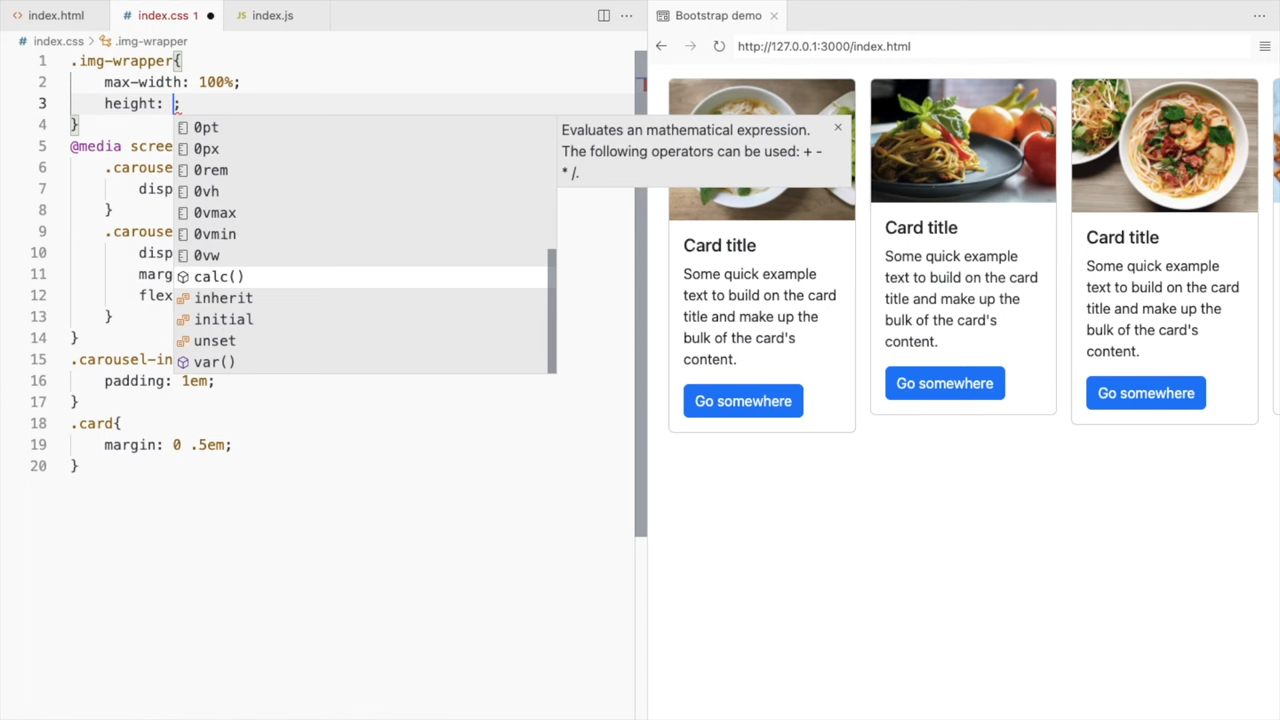 index.html
index.css 1
JS index.js
Bootstrap demo
# index.css > .img-wrapper
http://127.0.0.1:3000/index.html
1 .img-wrapper{
2 max-width: 100%;
3 height: ;
4 }
5 @media scree
6 .carouse
7 disp
8 }
9 .carouse
10 disp
11 marg
12 flex
13 }
14 }
15 .carousel-in
16 padding: 1em;
17 }
18 .card{
19 margin: 0 .5em;
20 }
0pt
0px
0rem
0vh
0vmax
0vmin
0vw
calc()
inherit
initial
unset
var()
Evaluates an mathematical expression.
The following operators can be used: + -
* /.
Card title
Some quick example
text to build on the card
title and make up the
bulk of the card's
content.
Go somewhere
Card title
Some quick example
text to build on the card
title and make up the
bulk of the card's
content.
Go somewhere
Card title
Some quick example
text to build on the card
title and make up the
bulk of the card's
content.
Go somewhere